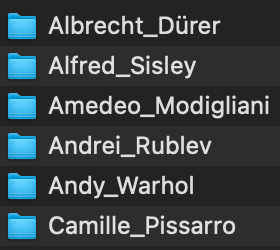 Albrecht_Dürer
Alfred_Sisley
Amedeo_Modigliani
Andrei_Rublev
Andy_Warhol
Camille_Pissarro